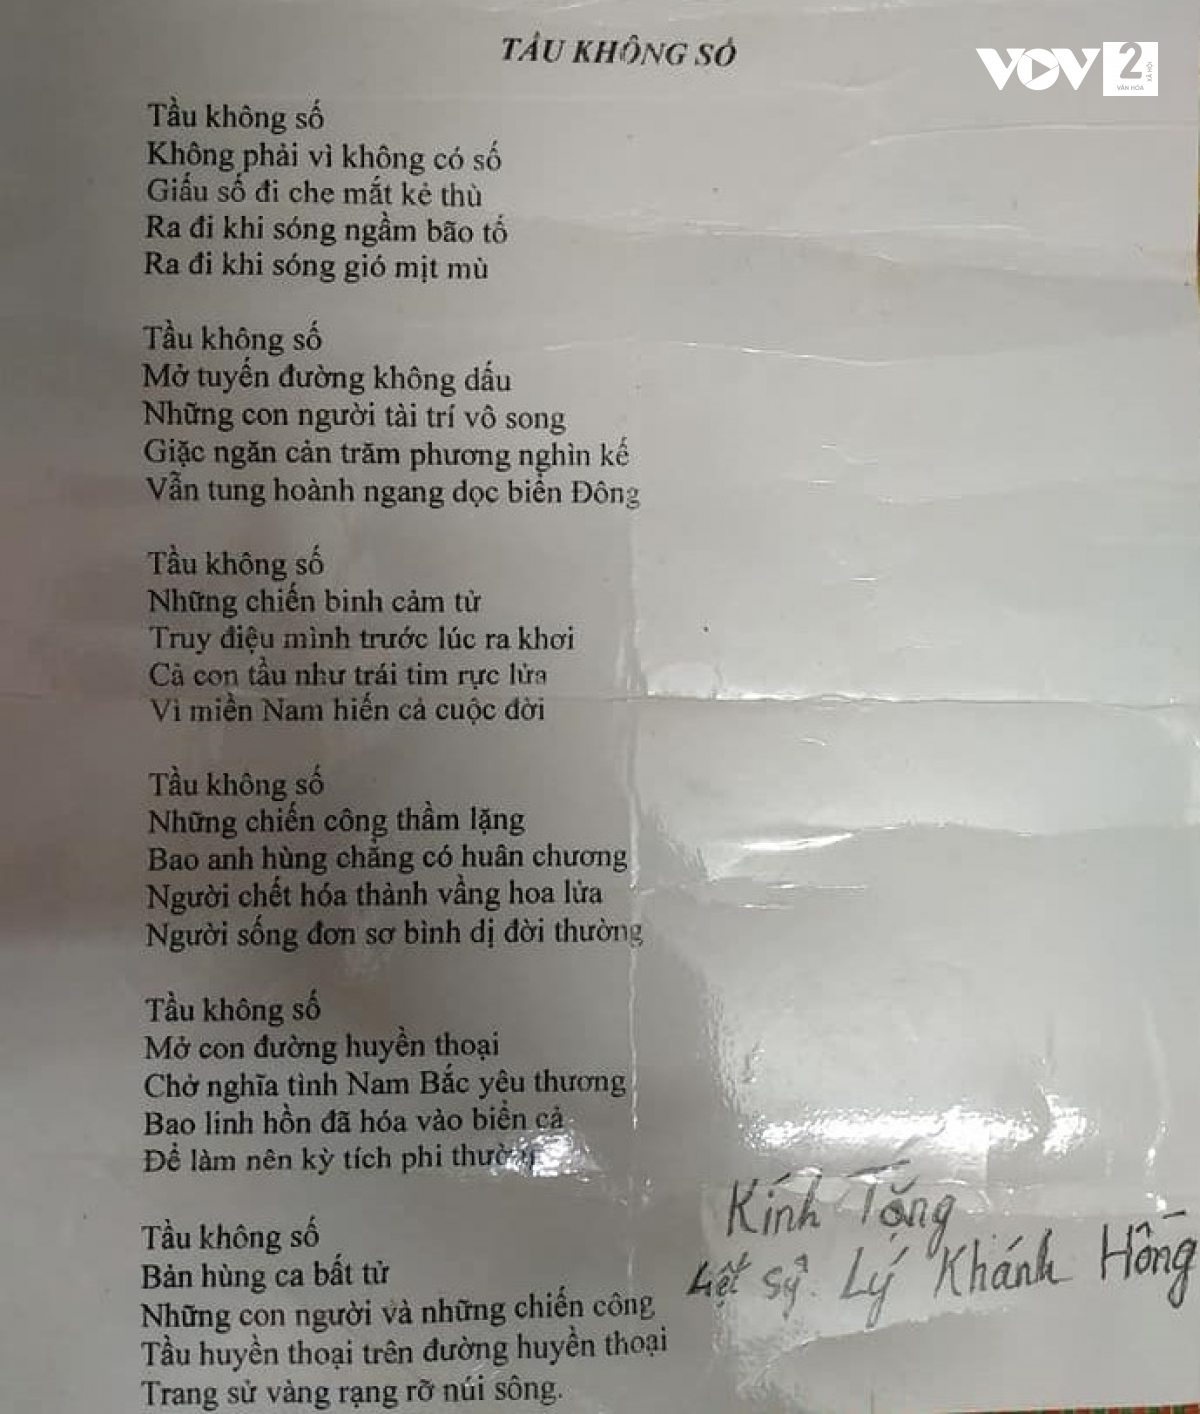 TẦU KHÔNG SỐ
VOV2
VĂN HÓA
XÃ HỘI
Tầu không số
Không phải vì không có số
Giấu số đi che mắt kẻ thù
Ra đi khi sóng ngầm bão tố
Ra đi khi sóng gió mịt mù
Tầu không số
Mở tuyến đường không dấu
Những con người tài trí vô song
Giặc ngăn cản trăm phương nghìn kế
Vẫn tung hoành ngang dọc biển Đông
Tầu không số
Những chiến binh cảm tử
Truy điệu mình trước lúc ra khơi
Cả con tầu như trái tim rực lửa
Vì miền Nam hiến cả cuộc đời
Tầu không số
Những chiến công thầm lặng
Bao anh hùng chẳng có huân chương
Người chết hóa thành vầng hoa lửa
Người sống đơn sơ bình dị đời thường
Tầu không số
Mở con đường huyền thoại
Chở nghĩa tình Nam Bắc yêu thương
Bao linh hồn đã hóa vào biển cả
Để làm nên kỳ tích phi thường
Tầu không số
Bản hùng ca bất tử
Những con người và những chiến công
Tầu huyền thoại trên đường huyền thoại
Trang sử vàng rạng rỡ núi sông.
Kính Tặng
Liệt sỹ. Lý Khánh Hồng